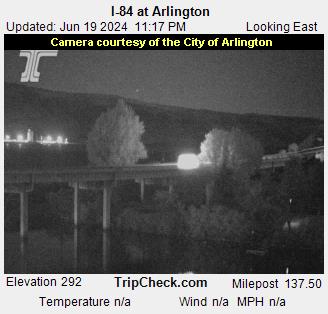 I-84 at Arlington
Updated: Jun 19 2024 11:17 PM Looking East
Camera courtesy of the City of Arlington
Elevation 292 TripCheck.com Milepost 137.50
Temperature n/a Wind n/a MPH n/a